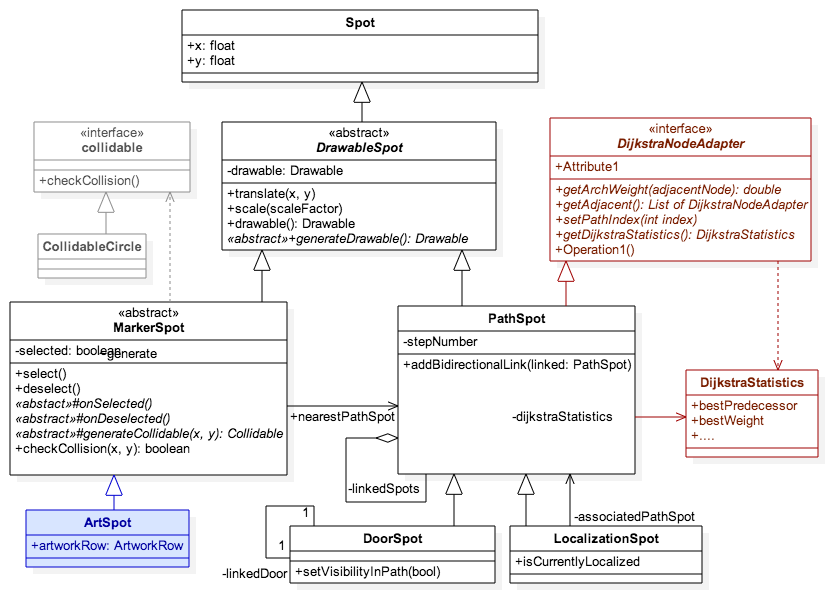 Spot
+x: float
+y: float
«interface»
collidable
+checkCollision()
CollidableCircle
«abstract»
DrawableSpot
-drawable: Drawable
+translate(x, y)
+scale(scaleFactor)
+drawable(): Drawable
«abstract»+generateDrawable(): Drawable
«interface»
DijkstraNodeAdapter
+Attribute1
+getArchWeight(adjacentNode): double
+getAdjacent(): List of DijkstraNodeAdapter
+setPathIndex(int index)
+getDijkstraStatistics(): DijkstraStatistics
+Operation1()
«abstract»
MarkerSpot
-selected: boolean
+generate
+select()
+deselect()
«abstact»#onSelected()
«abstract»#onDeselected()
«abstract»#generateCollidable(x, y): Collidable
+checkCollision(x, y): boolean
+nearestPathSpot
PathSpot
-stepNumber
+addBidirectionalLink(linked: PathSpot)
-dijkstraStatistics
-linkedSpots
DijkstraStatistics
+bestPredecessor
+bestWeight
+....
ArtSpot
+artworkRow: ArtworkRow
1
1
-linkedDoor
DoorSpot
+setVisibilityInPath(bool)
-associatedPathSpot
LocalizationSpot
+isCurrentlyLocalized